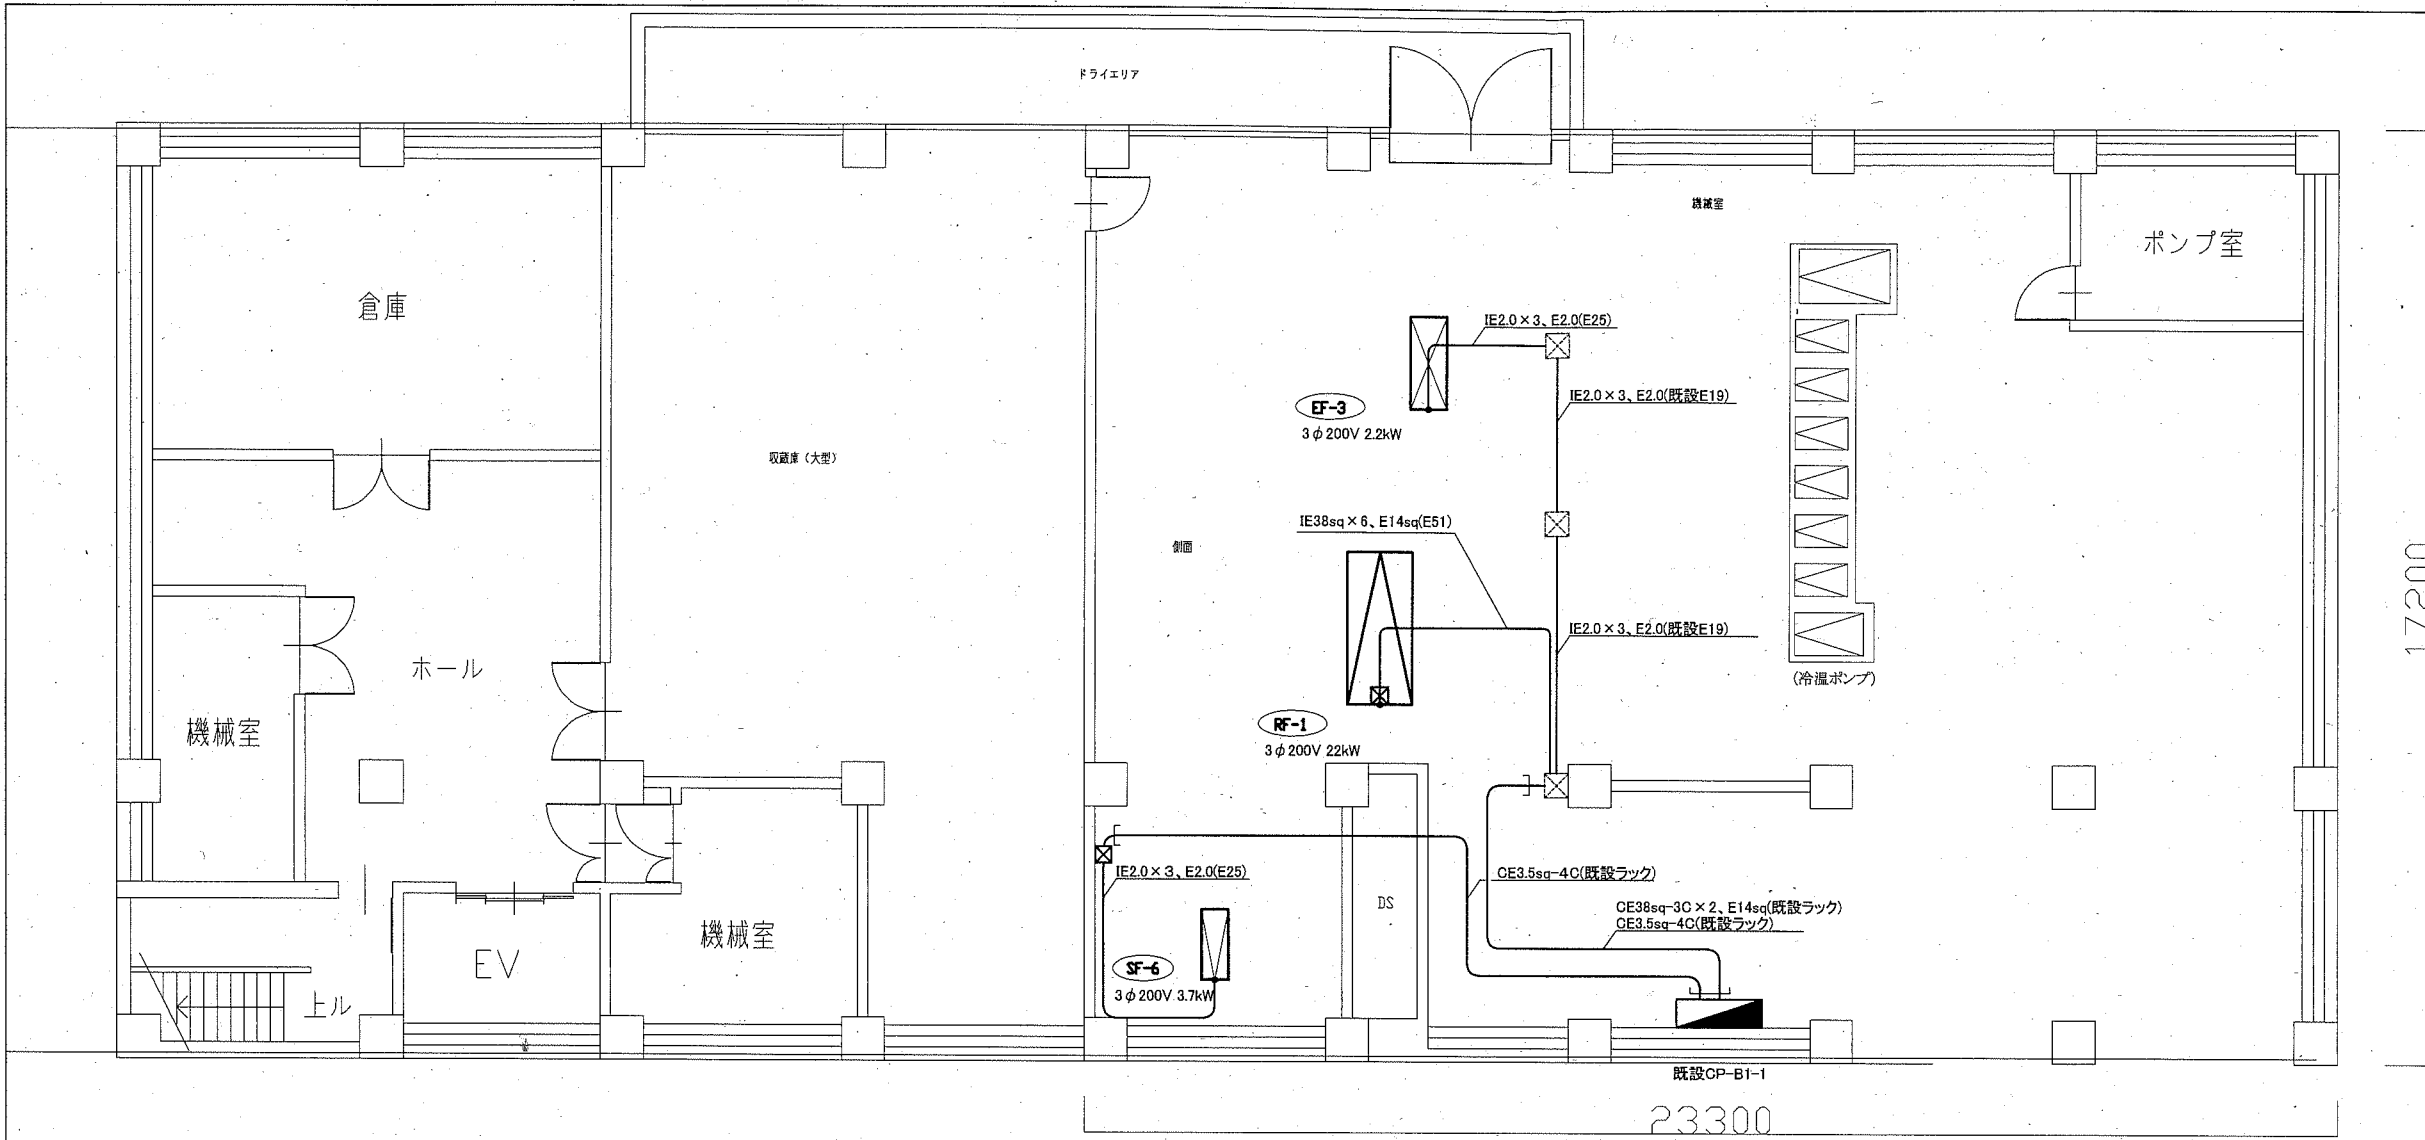 ドライエリア
機械室
ポンプ室
倉庫
IE2.0×3、E2.0(E25)
IE2.0×3、E2.0(既設E19)
EF-3
3φ200V 2.2kW
収蔵庫（大型）
IE38sq×6、E14sq(E51)
側面
17200
IE2.0×3、E2.0(既設E19)
ホール
(冷温ポンプ)
機械室
RF-1
3φ200V 22kW
IE2.0×3、E2.0(E25)
CE3.5sq-4C(既設ラック)
DS
CE38sq-3C×2、E14sq(既設ラック)
CE3.5sq-4C(既設ラック)
機械室
EV
SF-6
3φ200V 3.7kW
上ル
既設CP-B1-1
23300